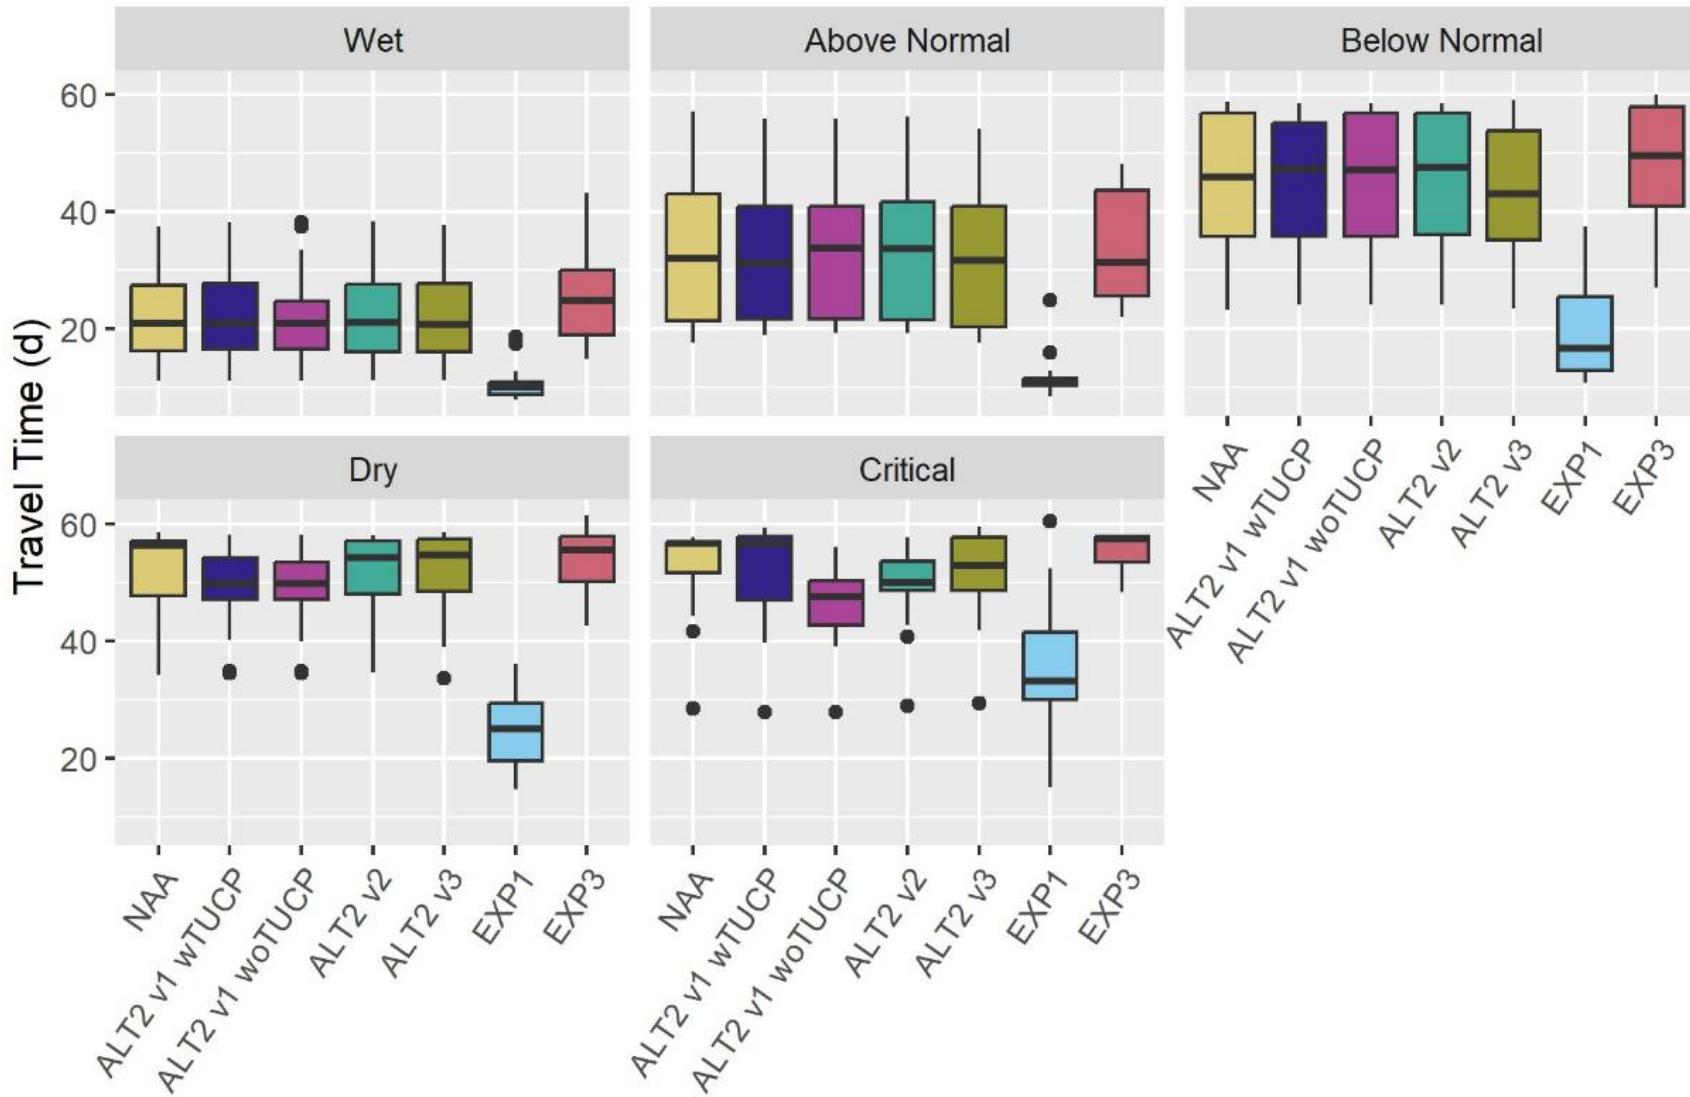 Wet
Above Normal
Below Normal
60
40
20
Travel Time (d)
NAA
ALT2 v1 wTUCP
ALT2 v1 woTUCP
ALT2 v2
ALT2 v3
EXP1
EXP3
Dry
Critical
60
40
20
NAA
ALT2 v1 wTUCP
ALT2 v1 woTUCP
ALT2 v2
ALT2 v3
EXP1
EXP3
NAA
ALT2 v1 wTUCP
ALT2 v1 woTUCP
ALT2 v2
ALT2 v3
EXP1
EXP3